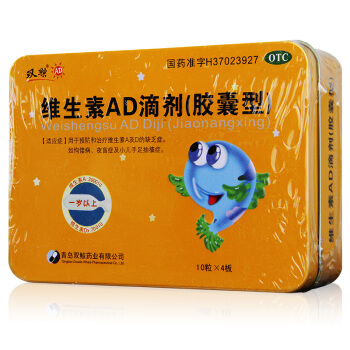 双鲸 AD
国药准字H37023927
OTC
维生素AD滴剂(胶囊型)
Weishengsu AD Diji (Jiaonangxing)
【适应症】用于预防和治疗维生素A及D的缺乏症。
如佝偻病、夜盲症及小儿手足抽搐症。
一岁以上
青岛双鲸药业有限公司
10粒×4板